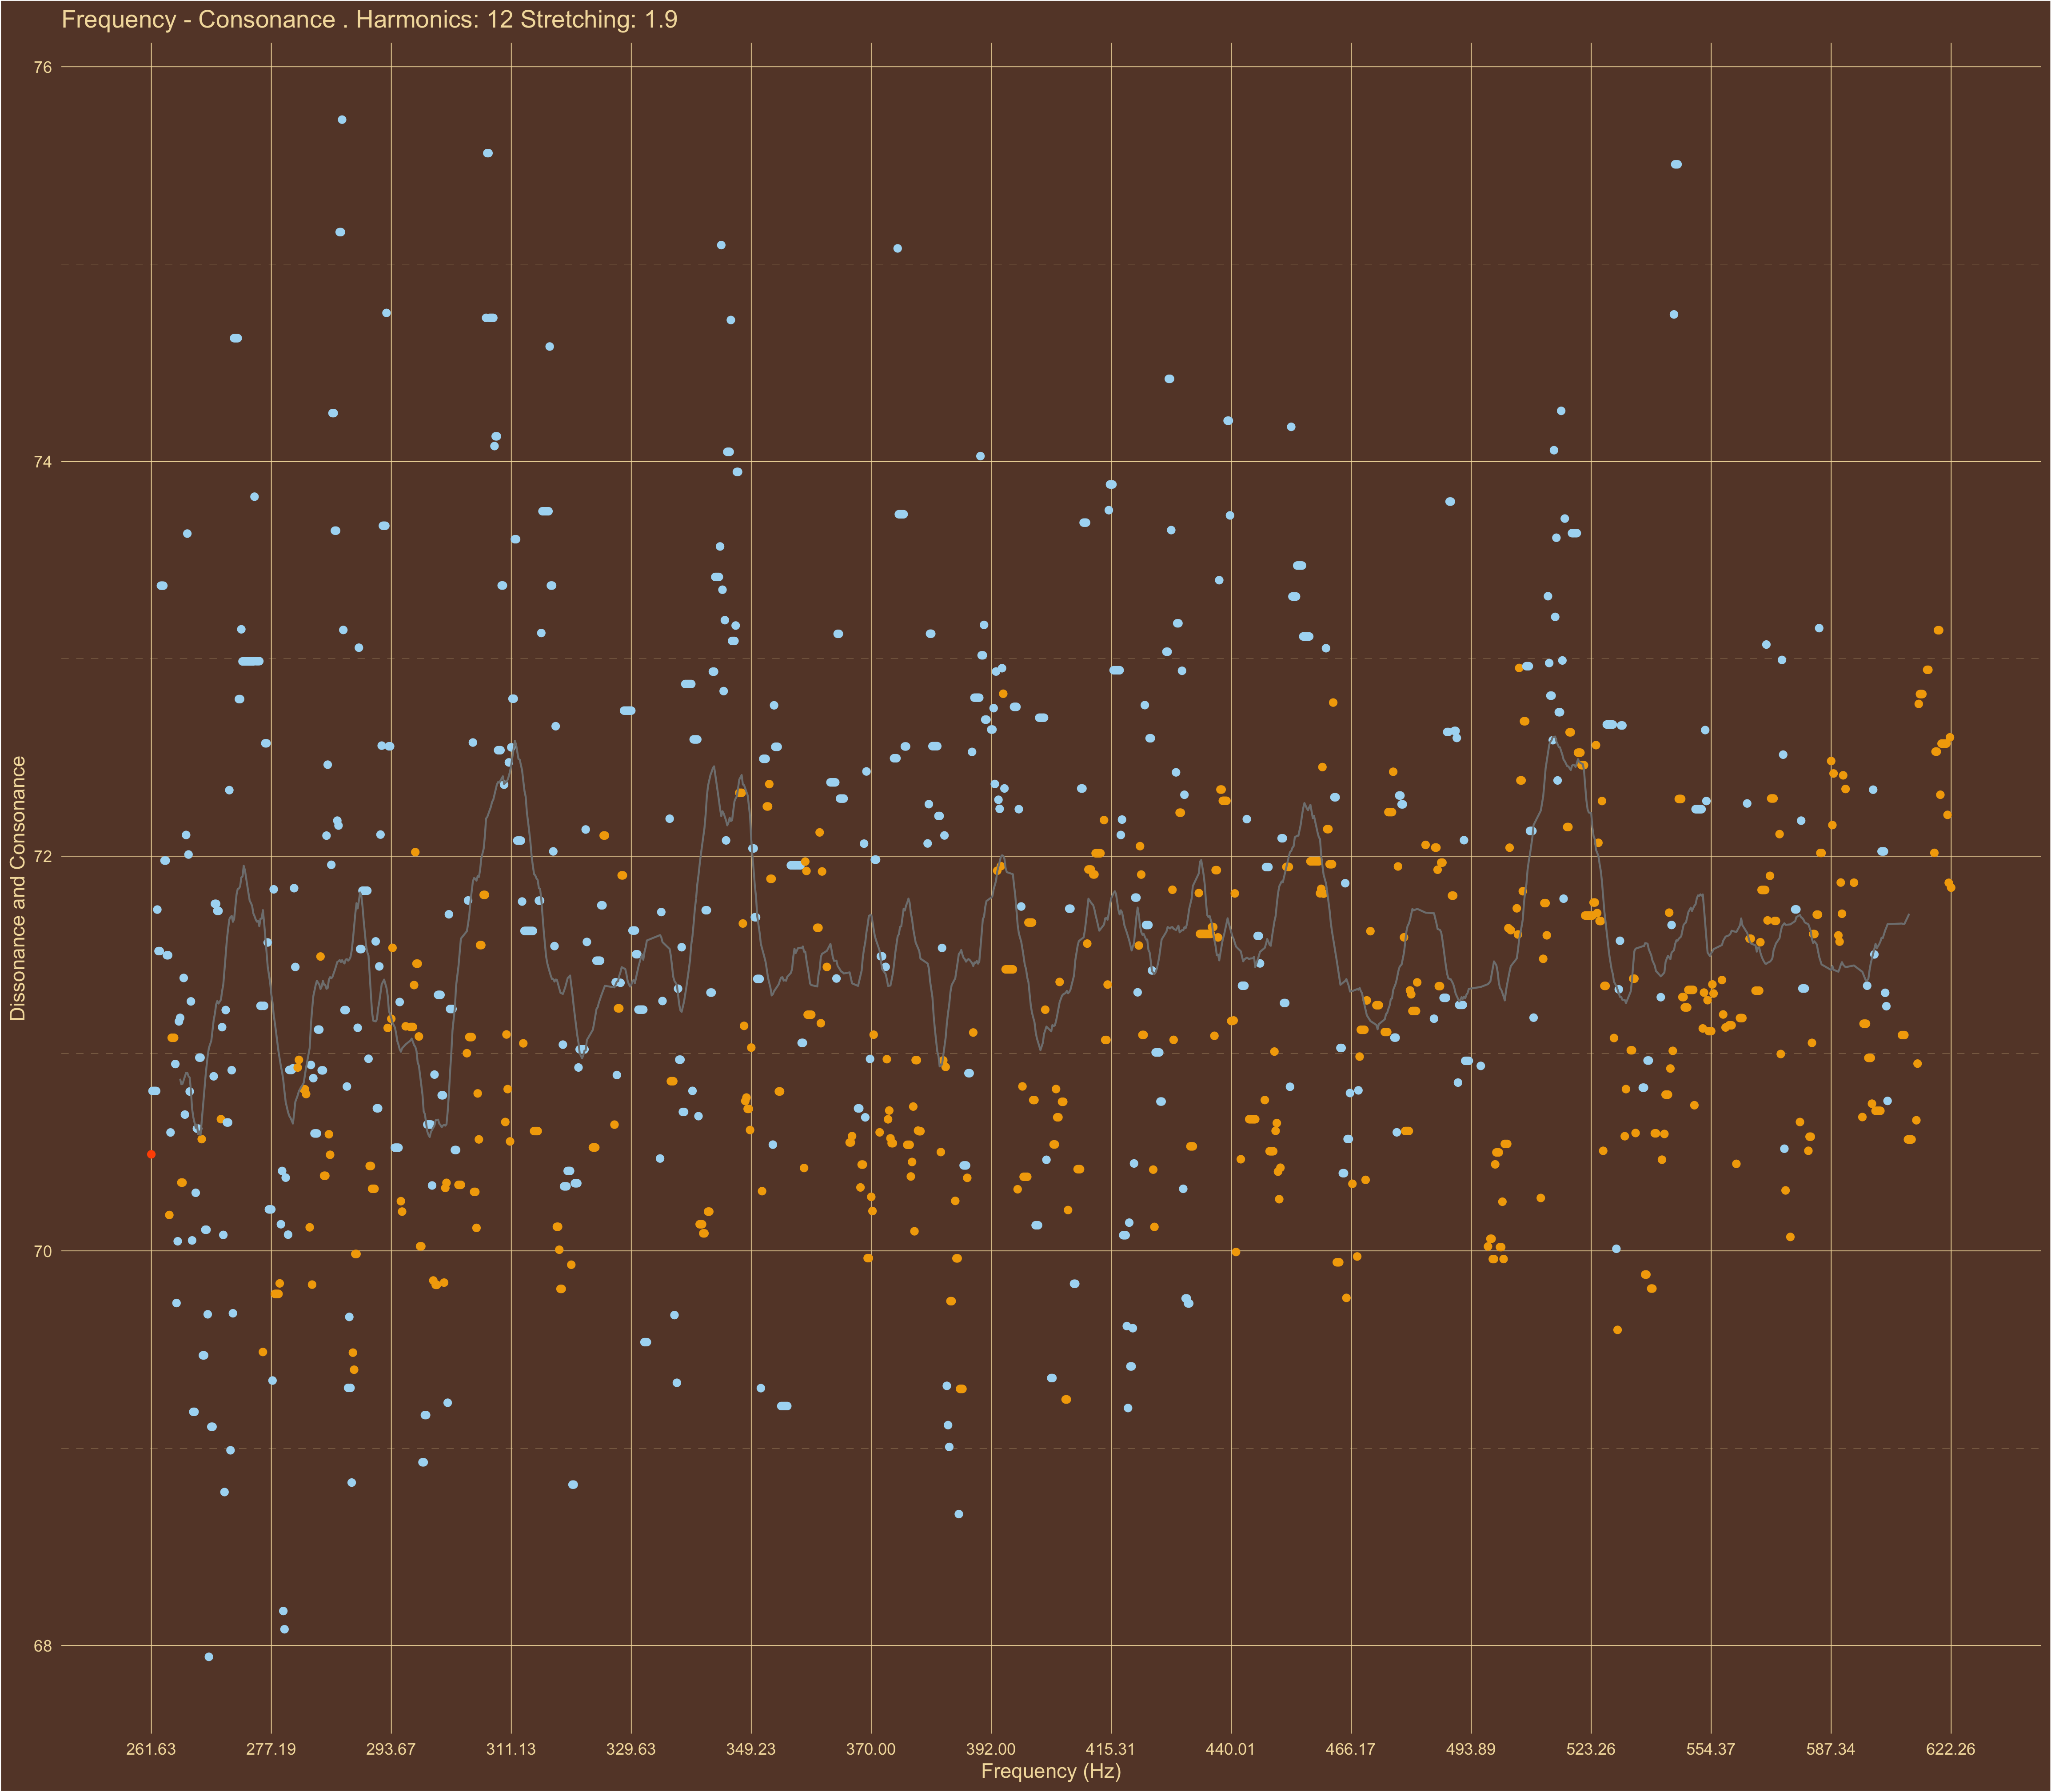 Frequency - Consonance . Harmonics: 12 Stretching: 1.9
76
74
72
70
68
Dissonance and Consonance
261.63 277.19 293.67 311.13 329.63 349.23 370.00 392.00 415.31 440.01 466.17 493.89 523.26 554.37 587.34 622.26
Frequency (Hz)